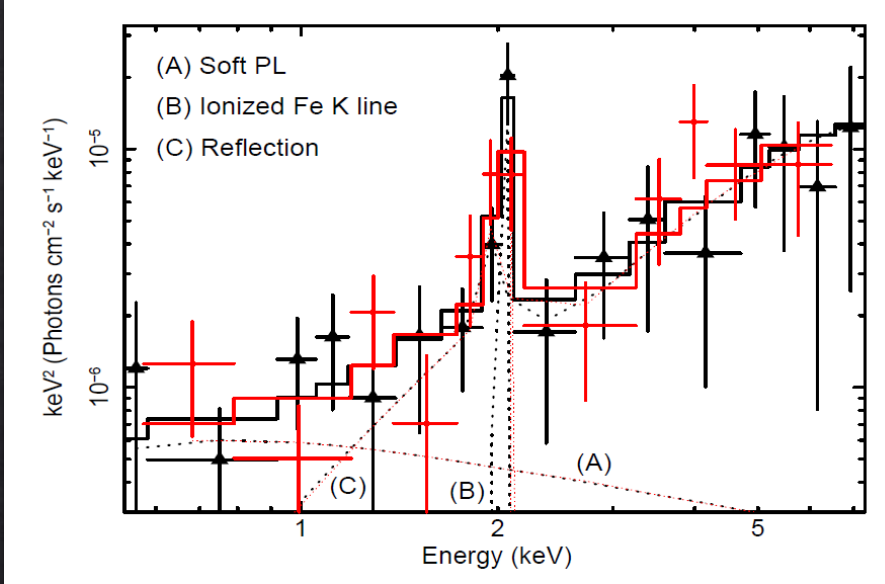 (A) Soft PL
(B) Ionized Fe K line
(C) Reflection
keV² (Photons cm⁻² s⁻¹ keV⁻¹)
10⁻⁵
10⁻⁶
(A)
(C)
(B)
1
2
5
Energy (keV)